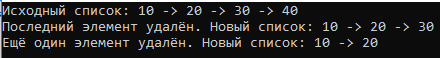 Исходный список: 10 -> 20 -> 30 -> 40
Последний элемент удалён. Новый список: 10 -> 20 -> 30
Ещё один элемент удалён. Новый список: 10 -> 20